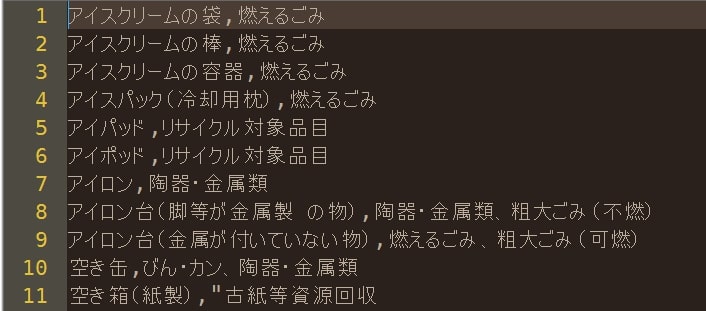 1 アイスクリームの袋,燃えるごみ
2 アイスクリームの棒,燃えるごみ
3 アイスクリームの容器,燃えるごみ
4 アイスパック(冷却用枕),燃えるごみ
5 アイパッド,リサイクル対象品目
6 アイポッド,リサイクル対象品目
7 アイロン,陶器・金属類
8 アイロン台(脚等が金属製 の物),陶器・金属類、粗大ごみ(不燃)
9 アイロン台(金属が付いていない物),燃えるごみ、粗大ごみ(可燃)
10 空き缶,びん・カン、陶器・金属類
11 空き箱(紙製),"古紙等資源回収